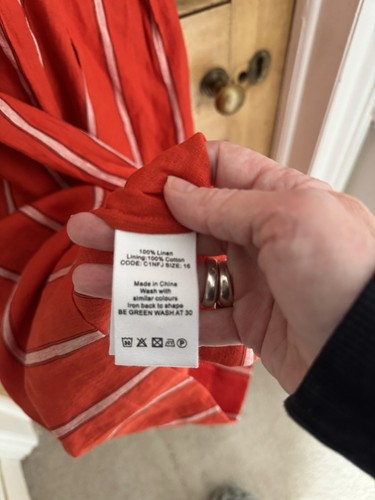 100% Linen
Lining:100% Cotton
CODE: C1NFJ SIZE: 16
Made in China
Wash with
similar colours
Iron back to shape
BE GREEN WASH AT 30